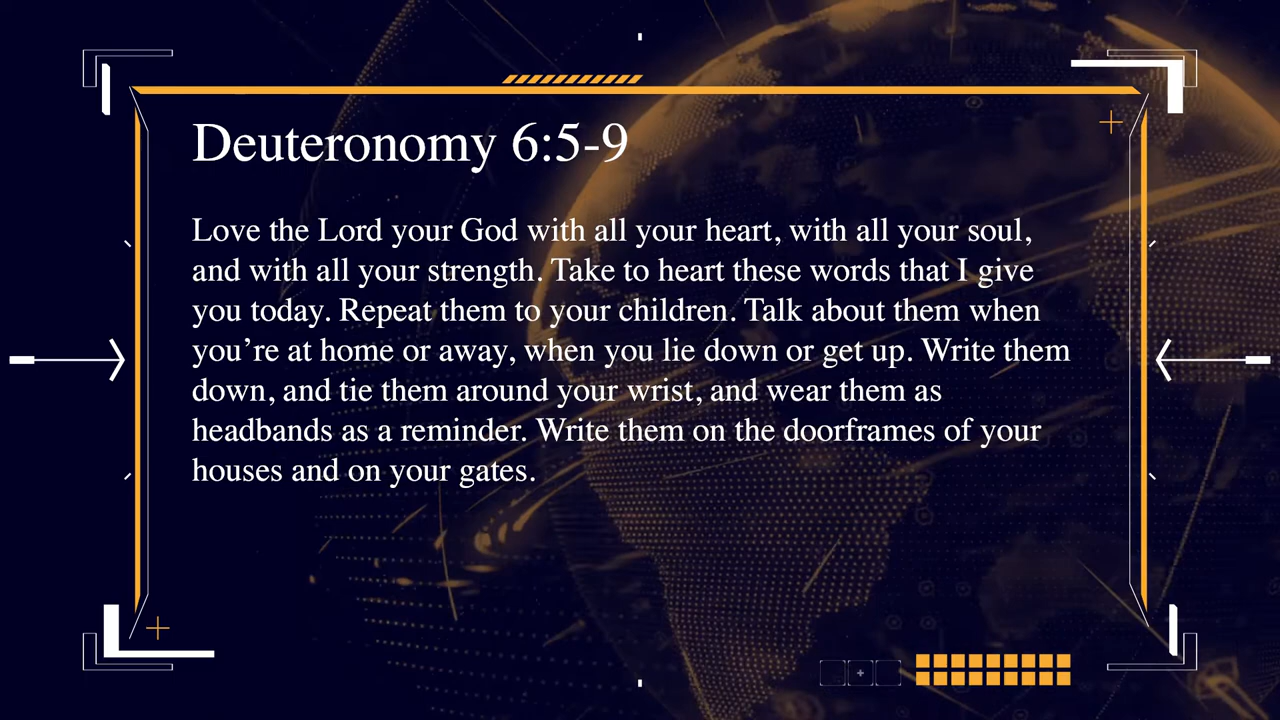 Deuteronomy 6:5-9
Love the Lord your God with all your heart, with all your soul,
and with all your strength. Take to heart these words that I give
you today. Repeat them to your children. Talk about them when
you’re at home or away, when you lie down or get up. Write them
down, and tie them around your wrist, and wear them as
headbands as a reminder. Write them on the doorframes of your
houses and on your gates.